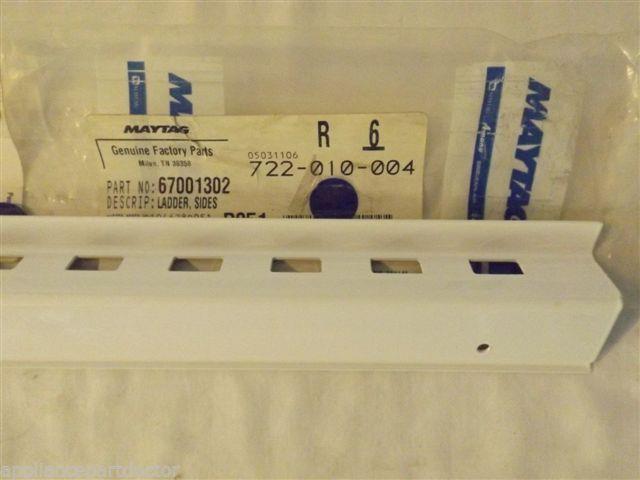 MAYTAG
Genuine Factory Parts
Milan, TN 38358
R 6
05031106
722-010-004
PART NO: 67001302
DESCRIP: LADDER, SIDES
MAYTAG
MAYTAG
appliancepartdoctor